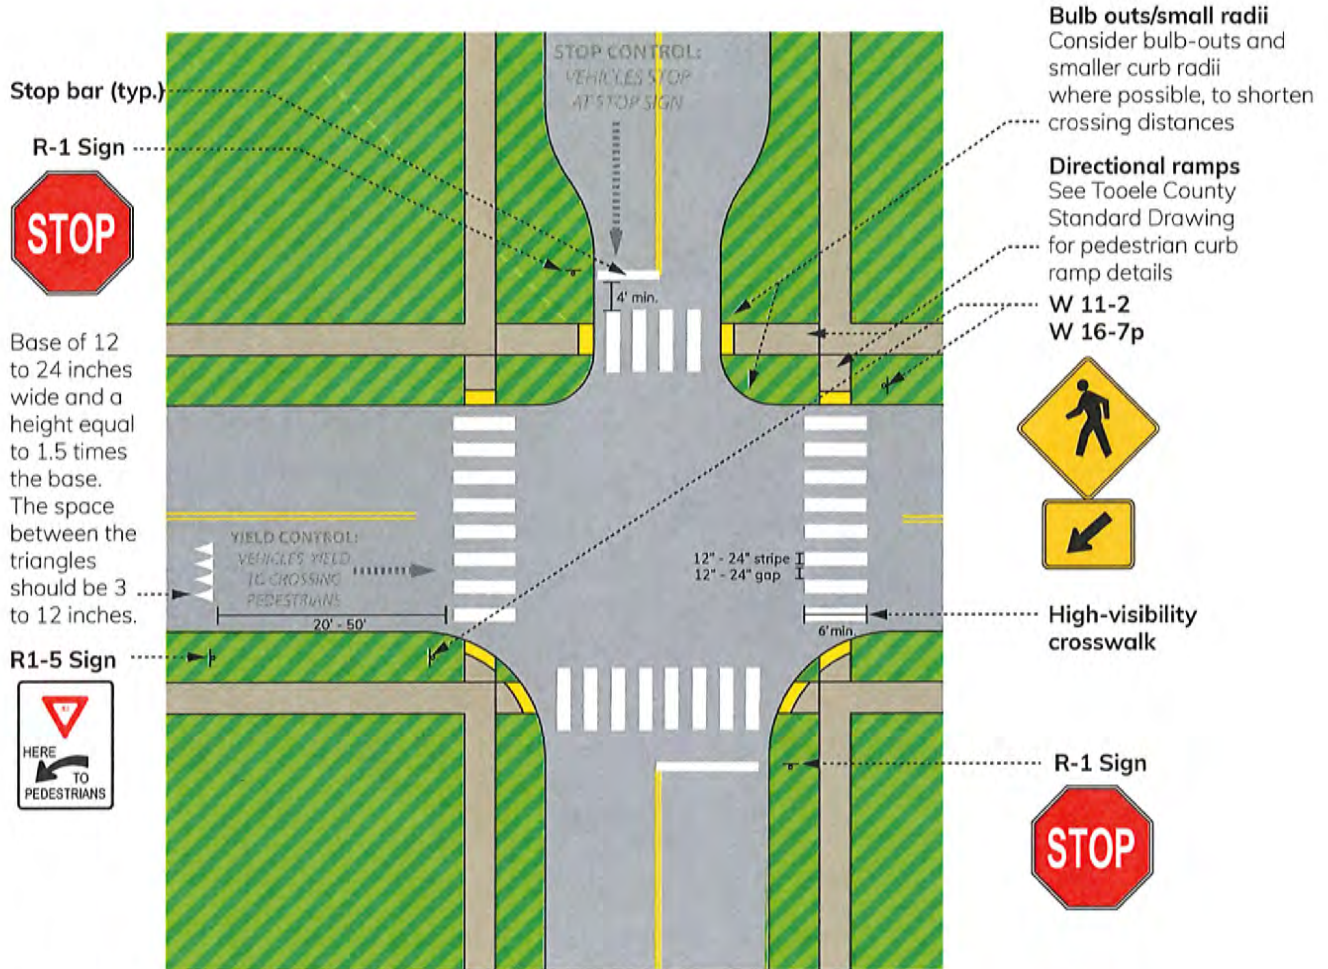 Stop bar (typ.)
R-1 Sign
STOP
Base of 12
to 24 inches
wide and a
height equal
to 1.5 times
the base.
The space
between the
triangles
should be 3
to 12 inches.
R1-5 Sign
HERE
TO
PEDESTRIANS
STOP CONTROL:
VEHICLES STOP
AT STOP SIGN
4' min.
YIELD CONTROL:
VEHICLES YIELD
TO CROSSING
PEDESTRIANS
20' - 50'
12" - 24" stripe
12" - 24" gap
6' min.
Bulb outs/small radii
Consider bulb-outs and
smaller curb radii
where possible, to shorten
crossing distances
Directional ramps
See Tooele County
Standard Drawing
for pedestrian curb
ramp details
W 11-2
W 16-7p
High-visibility
crosswalk
R-1 Sign
STOP